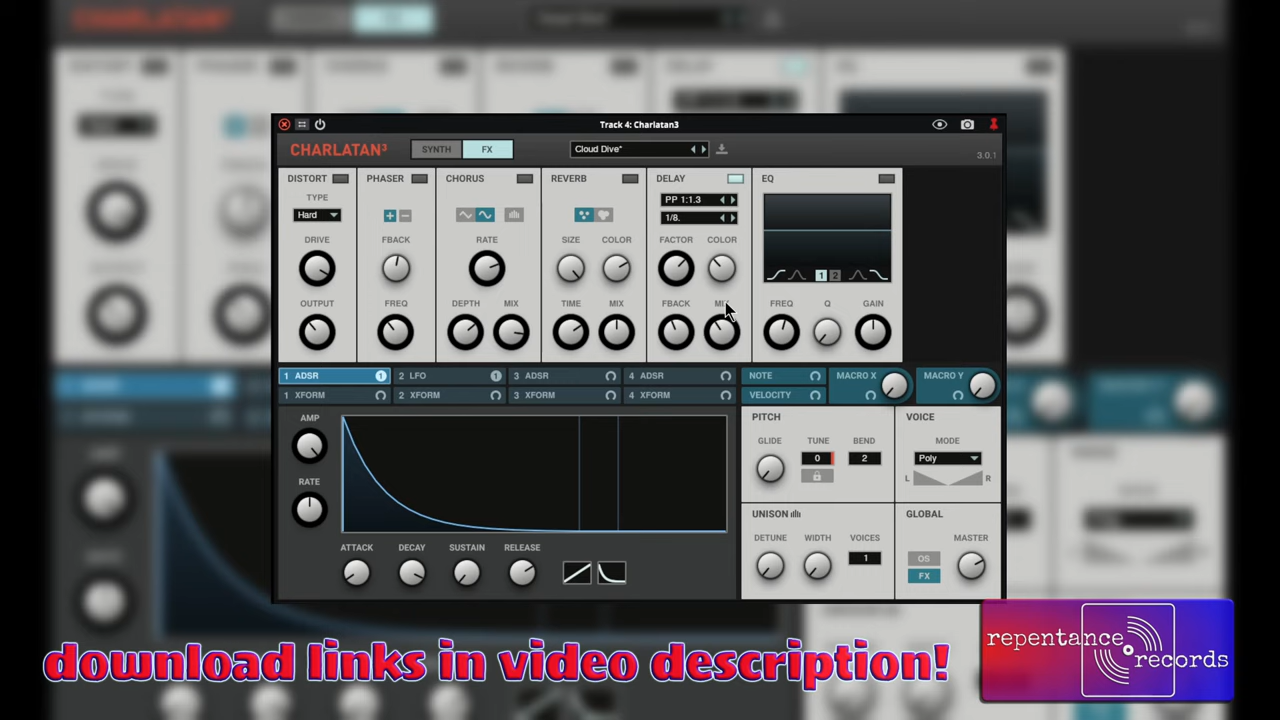 Track 4: Charlatan3
CHARLATAN³
SYNTH
FX
Cloud Dive*
3.0.1
DISTORT
PHASER
CHORUS
REVERB
DELAY
EQ
TYPE
Hard
PP 1:1.3
1/8.
FBACK
RATE
SIZE
COLOR
FACTOR
COLOR
DRIVE
1
2
OUTPUT
FREQ
DEPTH
MIX
TIME
MIX
FBACK
FREQ
Q
GAIN
1 ADSR
1
2 LFO
1
3 ADSR
4 ADSR
NOTE
MACRO X
MACRO Y
1 XFORM
2 XFORM
3 XFORM
4 XFORM
VELOCITY
AMP
RATE
ATTACK
DECAY
SUSTAIN
RELEASE
PITCH
GLIDE
TUNE
BEND
0
2
VOICE
MODE
Poly
L
R
UNISON
DETUNE
WIDTH
VOICES
1
GLOBAL
MASTER
OS
FX
download links in video description!
repentance
records